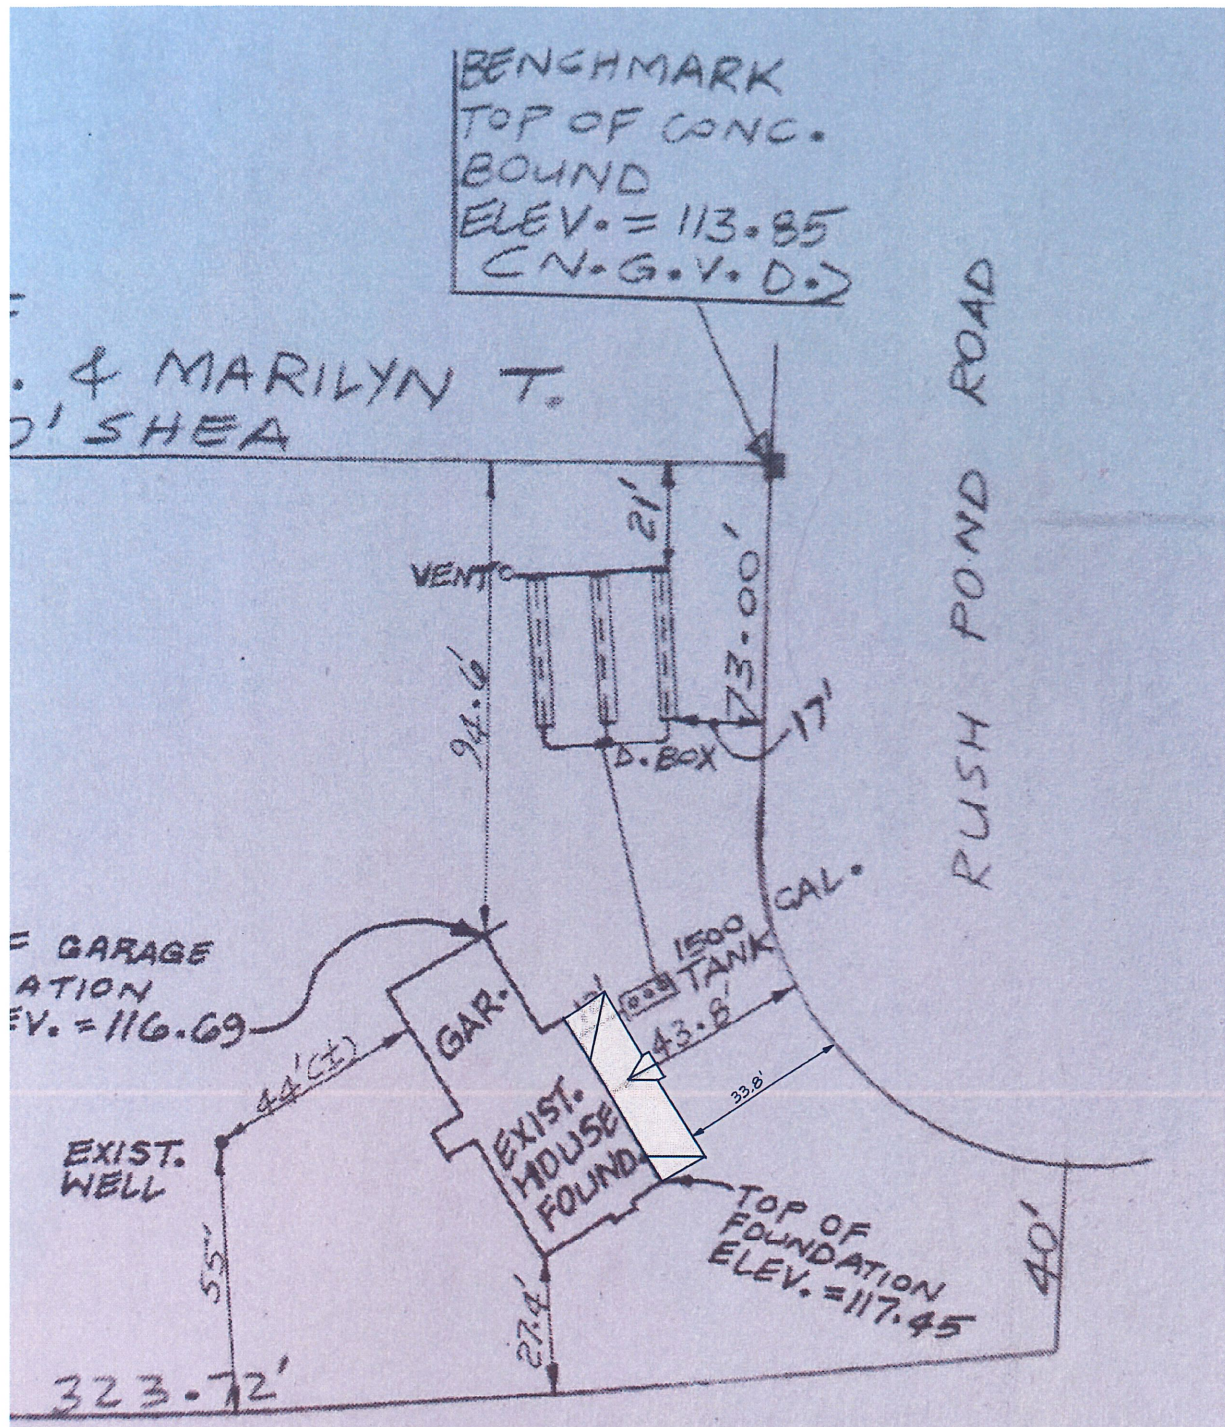 BENCHMARK
TOP OF CONC.
BOUND
ELEV. = 113.85
(N.G.V.D.)
. & MARILYN T.
O'SHEA
RUSH POND ROAD
21'
VENT
73.00'
94.6'
17'
D. BOX
GAL.
1500
TANK
GARAGE
ATION
EV. = 116.69
GAR.
43.8'
44'(±)
33.8'
EXIST.
WELL
EXIST.
HOUSE
FOUND.
TOP OF
FOUNDATION
ELEV. = 117.45
55'
27.4'
40'
323.72'